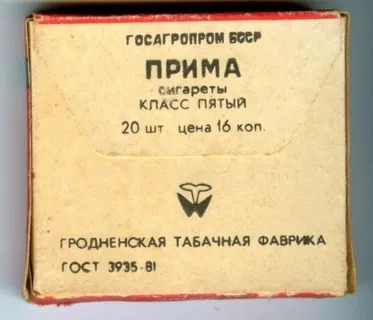 ГОСАГРОПРОМ БССР
ПРИМА
сигареты
КЛАСС ПЯТЫЙ
20 шт. цена 16 коп.
ГРОДНЕНСКАЯ ТАБАЧНАЯ ФАБРИКА
ГОСТ 3935-81